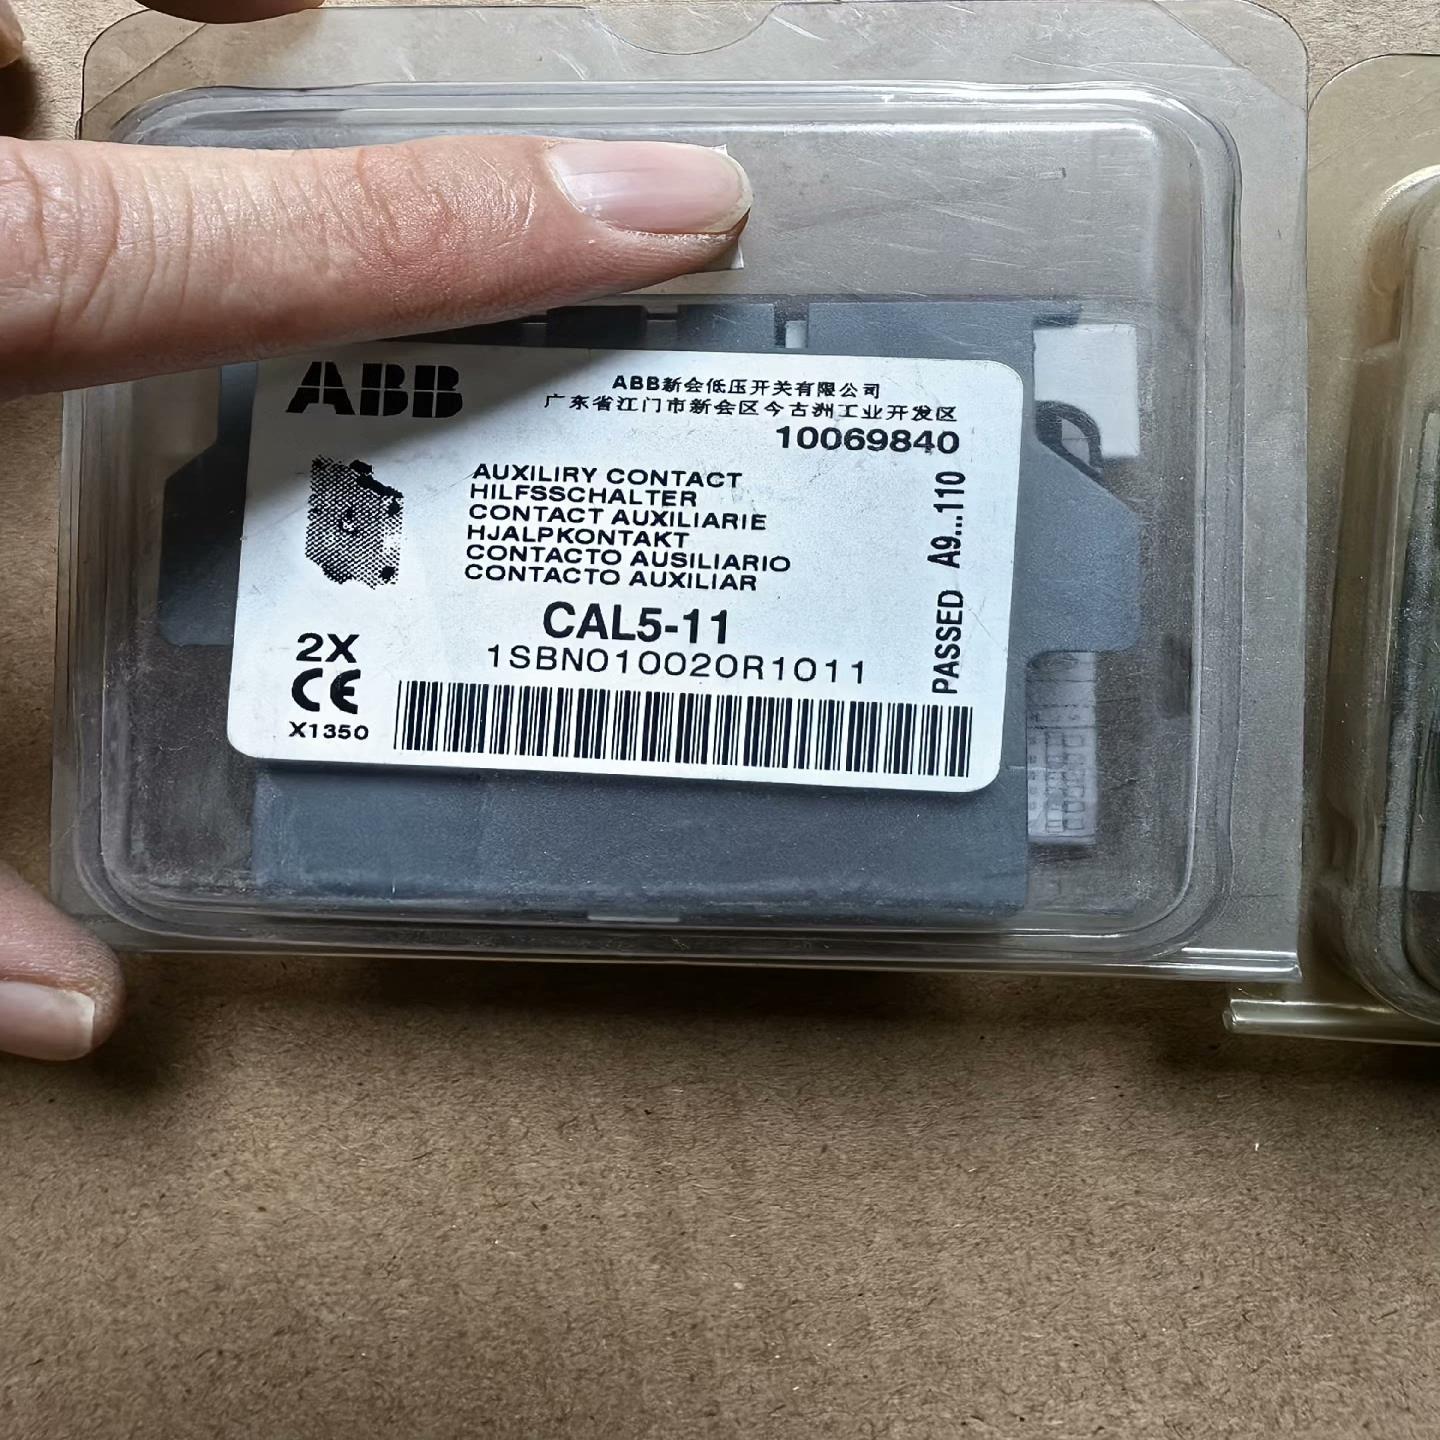 ABB
ABB新会低压开关有限公司
广东省江门市新会区今古洲工业开发区
10069840
AUXILIRY CONTACT
HILFSSCHALTER
CONTACT AUXILIARIE
HJALPKONTAKT
CONTACTO AUSILIARIO
CONTACTO AUXILIAR
CAL5-11
1SBN010020R1011
2X
CE
X1350
PASSED A9...110